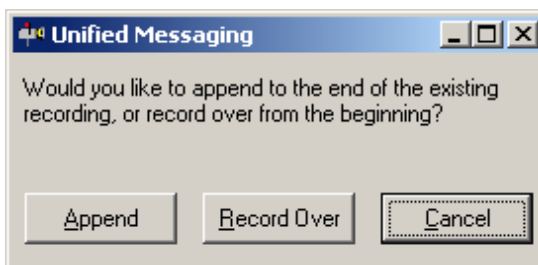 Unified Messaging
Would you like to append to the end of the existing
recording, or record over from the beginning?
Append
Record Over
Cancel